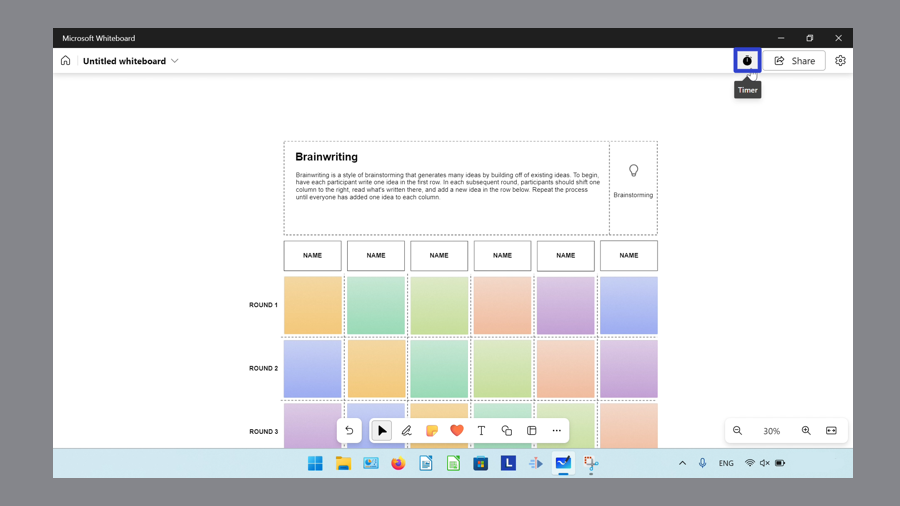 Microsoft Whiteboard
Untitled whiteboard
Share
Timer
Brainwriting
Brainwriting is a style of brainstorming that generates many ideas by building off of existing ideas. To begin,
have each participant write one idea in the first row. In each subsequent round, participants should shift one
column to the right, read what's written there, and add a new idea in the row below. Repeat the process
until everyone has added one idea to each column.
Brainstorming
NAME NAME NAME NAME NAME NAME
ROUND 1
ROUND 2
ROUND 3
30%
L
ENG